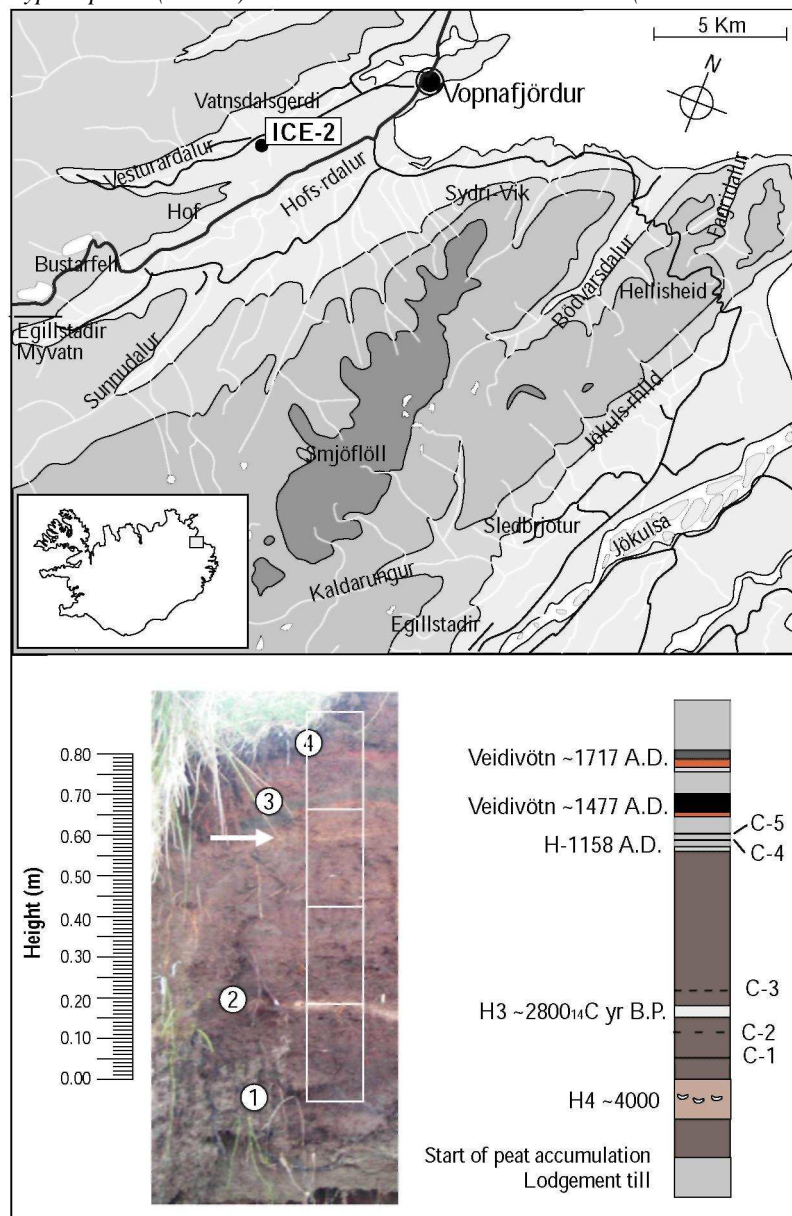 5 Km
N
Vatnsdalsgerdi
Vopnafjördur
ICE-2
Vesturardalur
Hofs·rdalur
Hof
Sydri-Vik
Fagridalur
Bustarfell
Bödvarsdalur
Hellisheid
Egillstadir
Myvatn
Sunnudalur
Jökuls·rhlid
Smjöflöll
Sledbrjotur
Jökulsa
Kaldarungur
Egillstadir
4
0.80
Veidivötn ~1717 A.D.
0.70
3
Veidivötn ~1477 A.D.
0.60
C-5
H-1158 A.D.
C-4
0.50
Height (m)
0.40
0.30
C-3
0.20
2
H3 ~2800 14C yr B.P.
0.10
C-2
0.00
C-1
1
H4 ~4000
Start of peat accumulation
Lodgement till